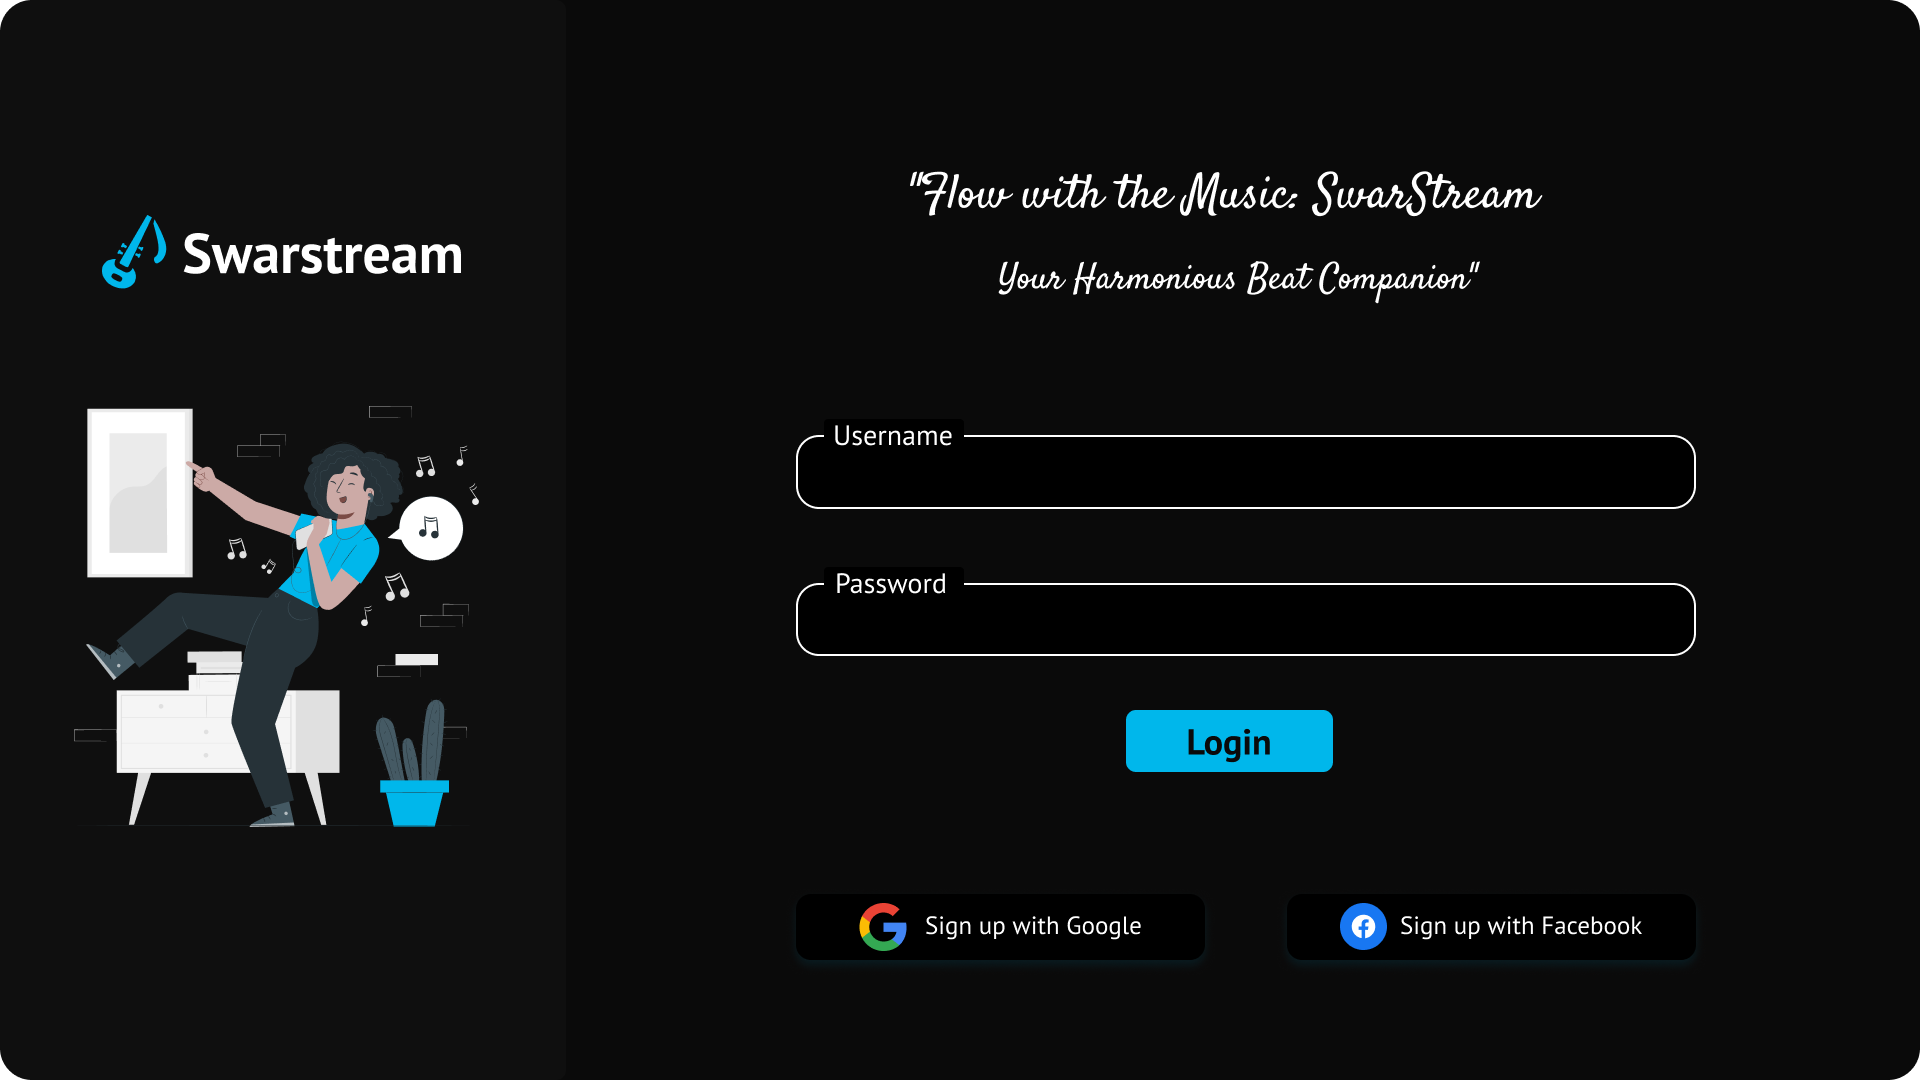 Swarstream
"Flow with the Music: SwarStream
Your Harmonious Beat Companion"
Username
Password
Login
Sign up with Google
Sign up with Facebook